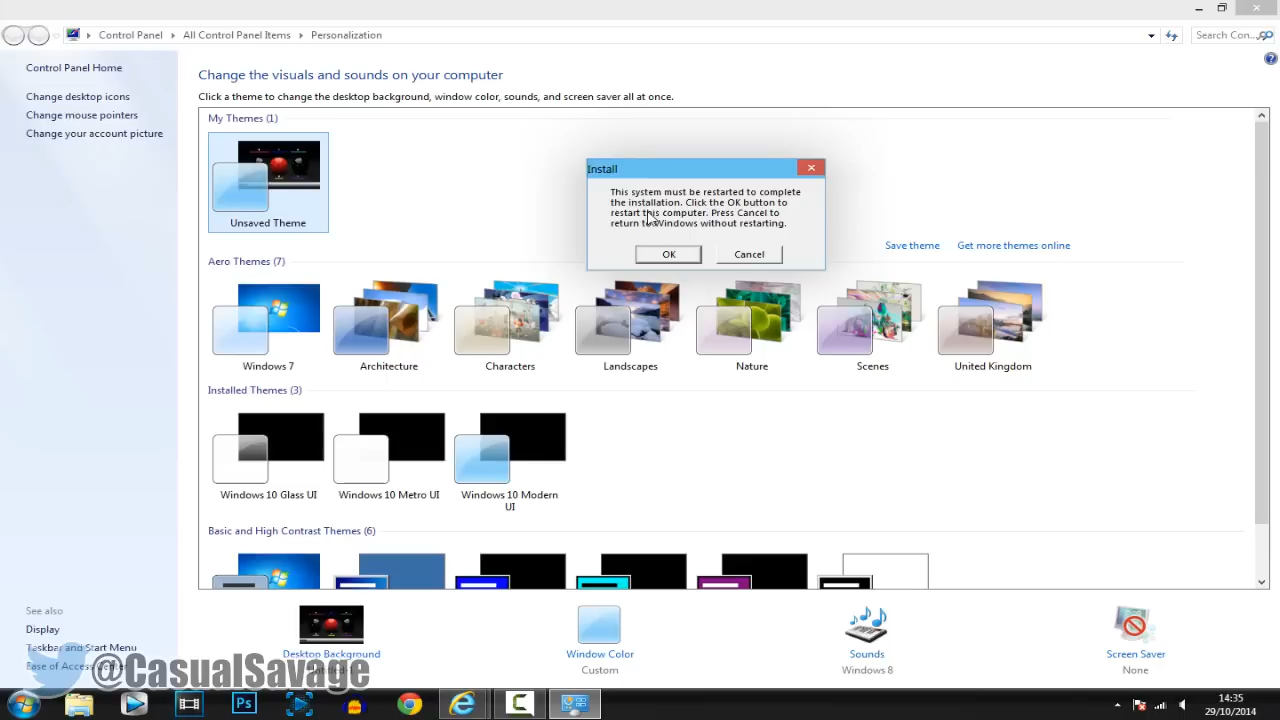 Control Panel
All Control Panel Items
Personalization
Search Con...
Control Panel Home
Change desktop icons
Change mouse pointers
Change your account picture
Change the visuals and sounds on your computer
Click a theme to change the desktop background, window color, sounds, and screen saver all at once.
My Themes (1)
Unsaved Theme
Install
This system must be restarted to complete
the installation. Click the OK button to
restart this computer. Press Cancel to
return to Windows without restarting.
OK
Cancel
Save theme
Get more themes online
Aero Themes (7)
Windows 7
Architecture
Characters
Landscapes
Nature
Scenes
United Kingdom
Installed Themes (3)
Windows 10 Glass UI
Windows 10 Metro UI
Windows 10 Modern
UI
Basic and High Contrast Themes (6)
See also
Display
Taskbar and Start Menu
Ease of Access Center
Desktop Background
Window Color
Custom
Sounds
Windows 8
Screen Saver
None
@CasualSavage
Ps
14:35
29/10/2014